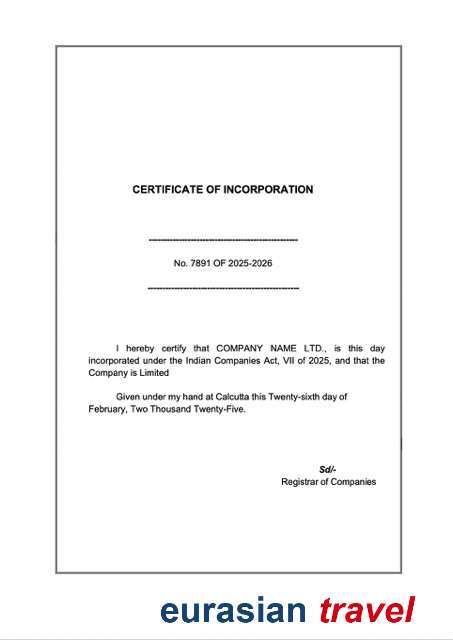 CERTIFICATE OF INCORPORATION
--------------------------------------------------
No. 7891 OF 2025-2026
---------------------------------------------------
I hereby certify that COMPANY NAME LTD., is this day
incorporated under the Indian Companies Act, VII of 2025, and that the
Company is Limited
Given under my hand at Calcutta this Twenty-sixth day of
February, Two Thousand Twenty-Five.
Sd/-
Registrar of Companies
eurasian travel